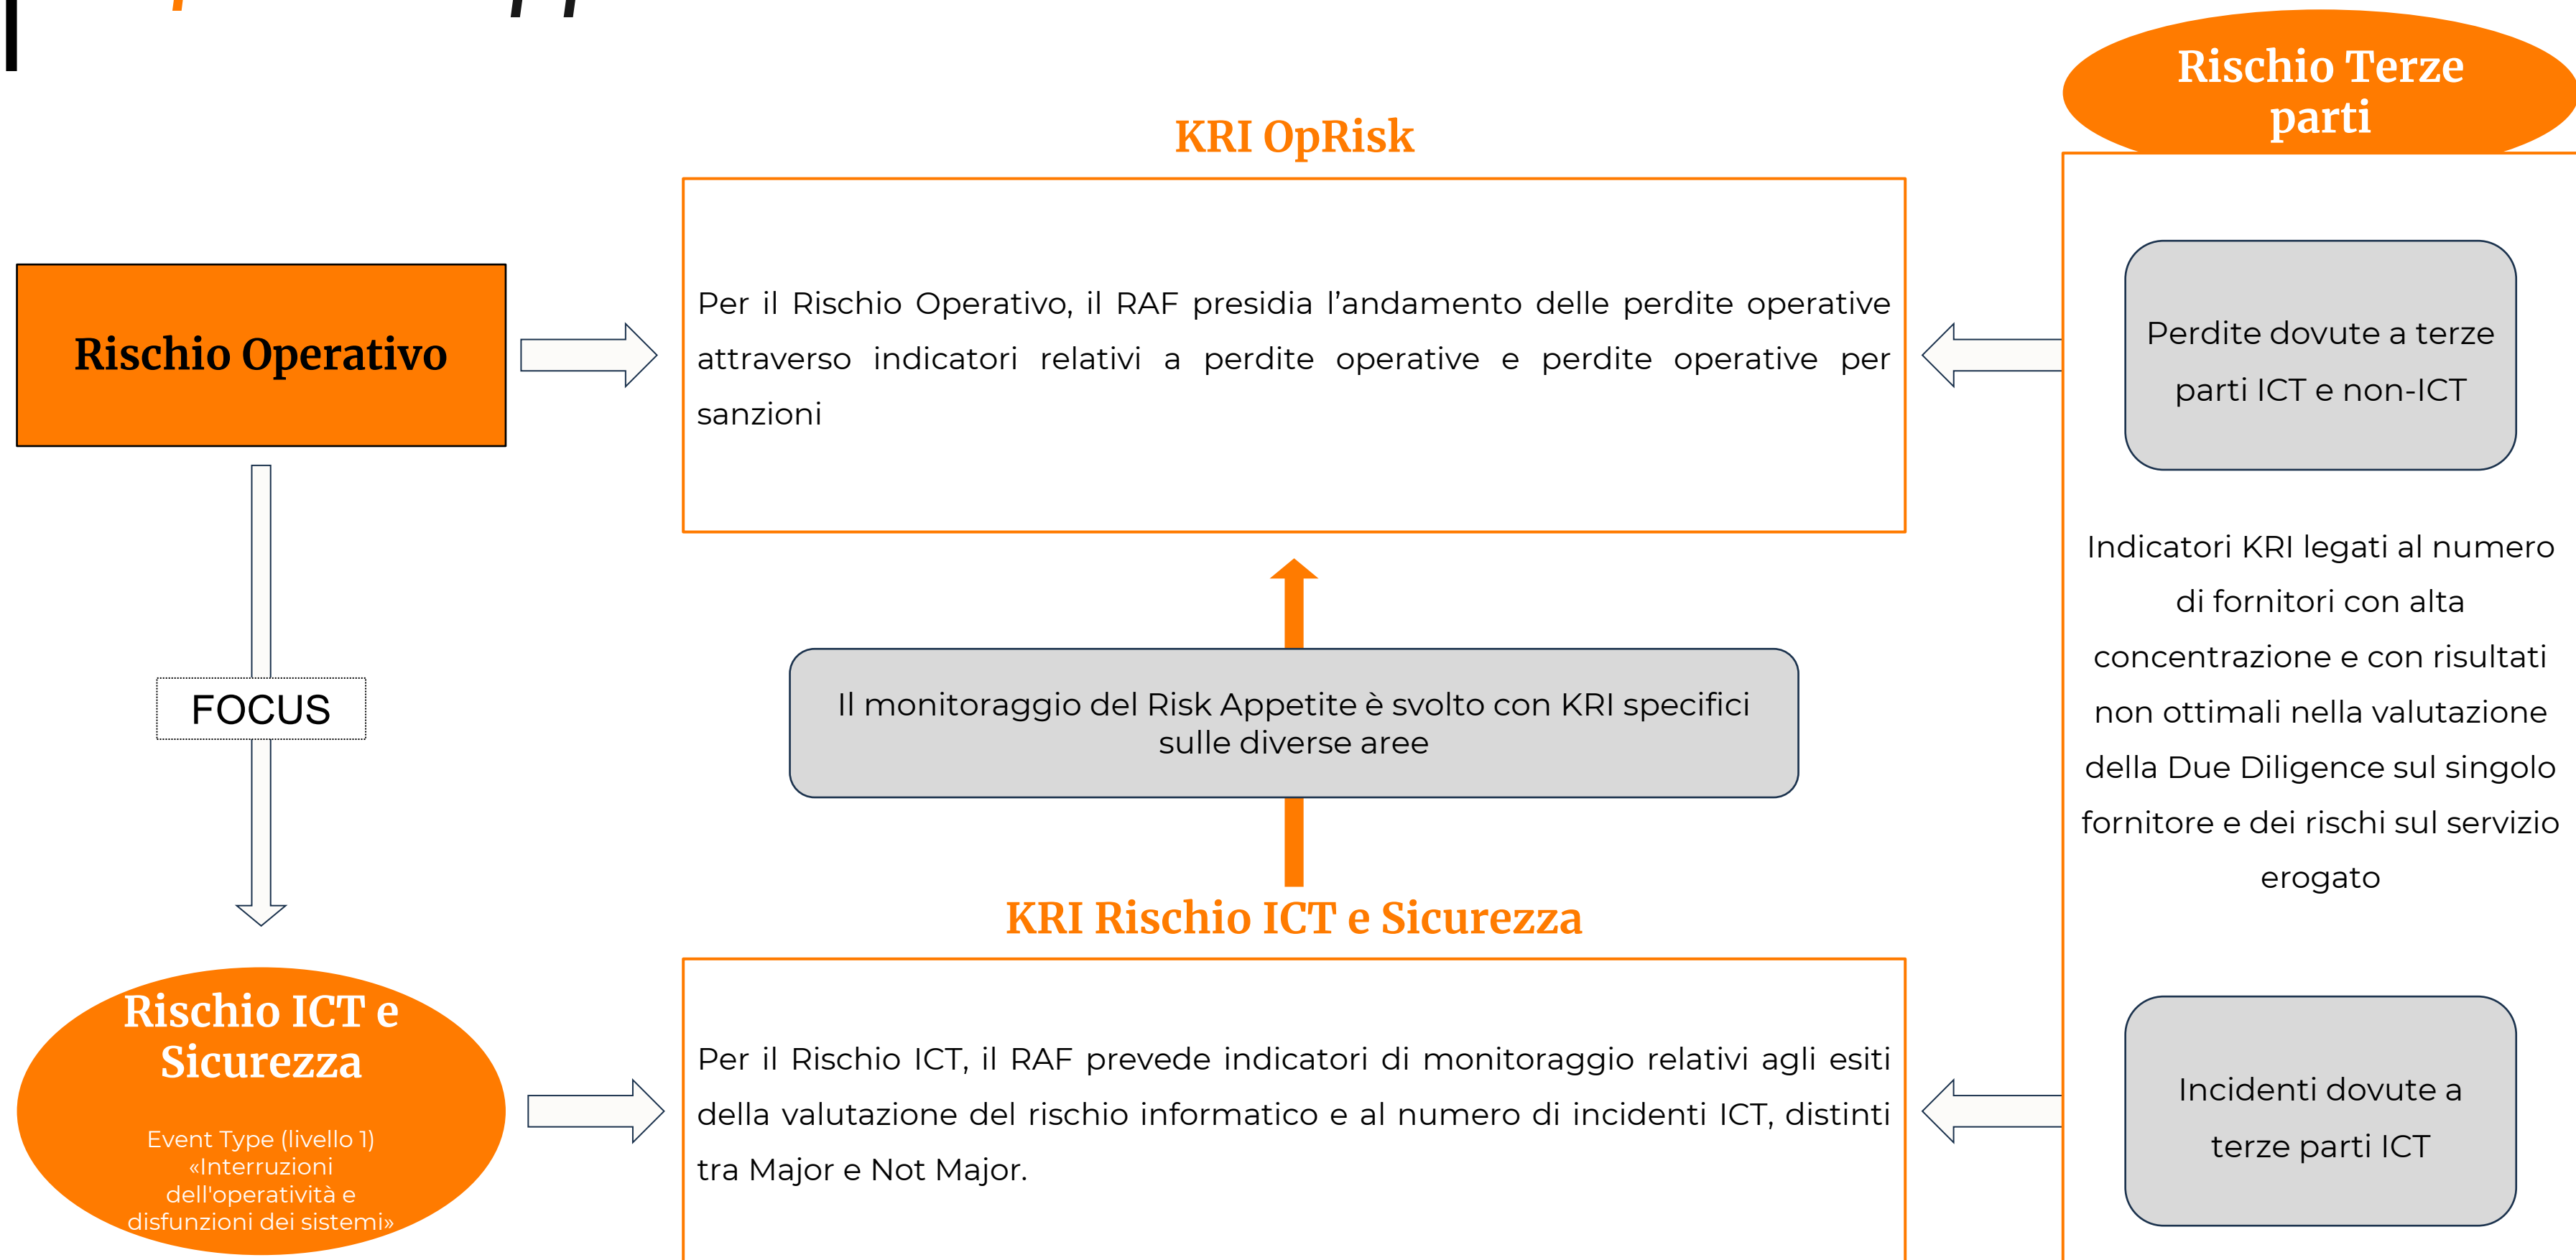 Rischio Terze
parti
KRI OpRisk
Rischio Operativo
Per il Rischio Operativo, il RAF presidia l’andamento delle perdite operative
attraverso indicatori relativi a perdite operative e perdite operative per
sanzioni
Perdite dovute a terze
parti ICT e non-ICT
Indicatori KRI legati al numero
di fornitori con alta
concentrazione e con risultati
non ottimali nella valutazione
della Due Diligence sul singolo
fornitore e dei rischi sul servizio
erogato
FOCUS
Il monitoraggio del Risk Appetite è svolto con KRI specifici
sulle diverse aree
KRI Rischio ICT e Sicurezza
Rischio ICT e
Sicurezza
Event Type (livello 1)
«Interruzioni
dell'operatività e
disfunzioni dei sistemi»
Per il Rischio ICT, il RAF prevede indicatori di monitoraggio relativi agli esiti
della valutazione del rischio informatico e al numero di incidenti ICT, distinti
tra Major e Not Major.
Incidenti dovute a
terze parti ICT